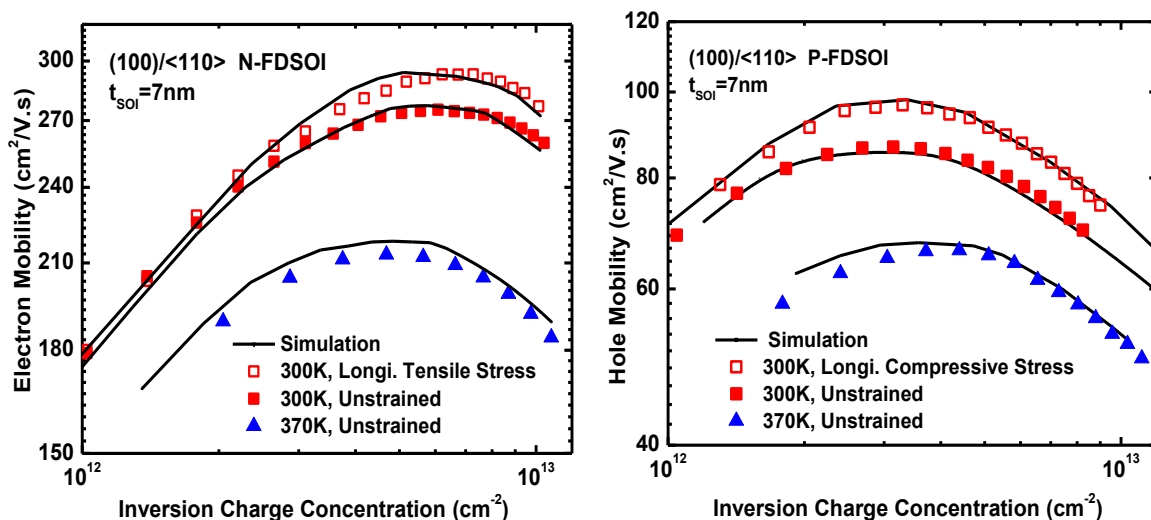 (100)/<110> N-FDSOI
t_SOI=7nm
300
270
240
210
180
150
Electron Mobility (cm²/V.s)
Simulation
300K, Longi. Tensile Stress
300K, Unstrained
370K, Unstrained
10¹²
10¹³
Inversion Charge Concentration (cm⁻²)
(100)/<110> P-FDSOI
t_SOI=7nm
120
100
80
60
40
Hole Mobility (cm²/V.s)
Simulation
300K, Longi. Compressive Stress
300K, Unstrained
370K, Unstrained
10¹²
10¹³
Inversion Charge Concentration (cm⁻²)